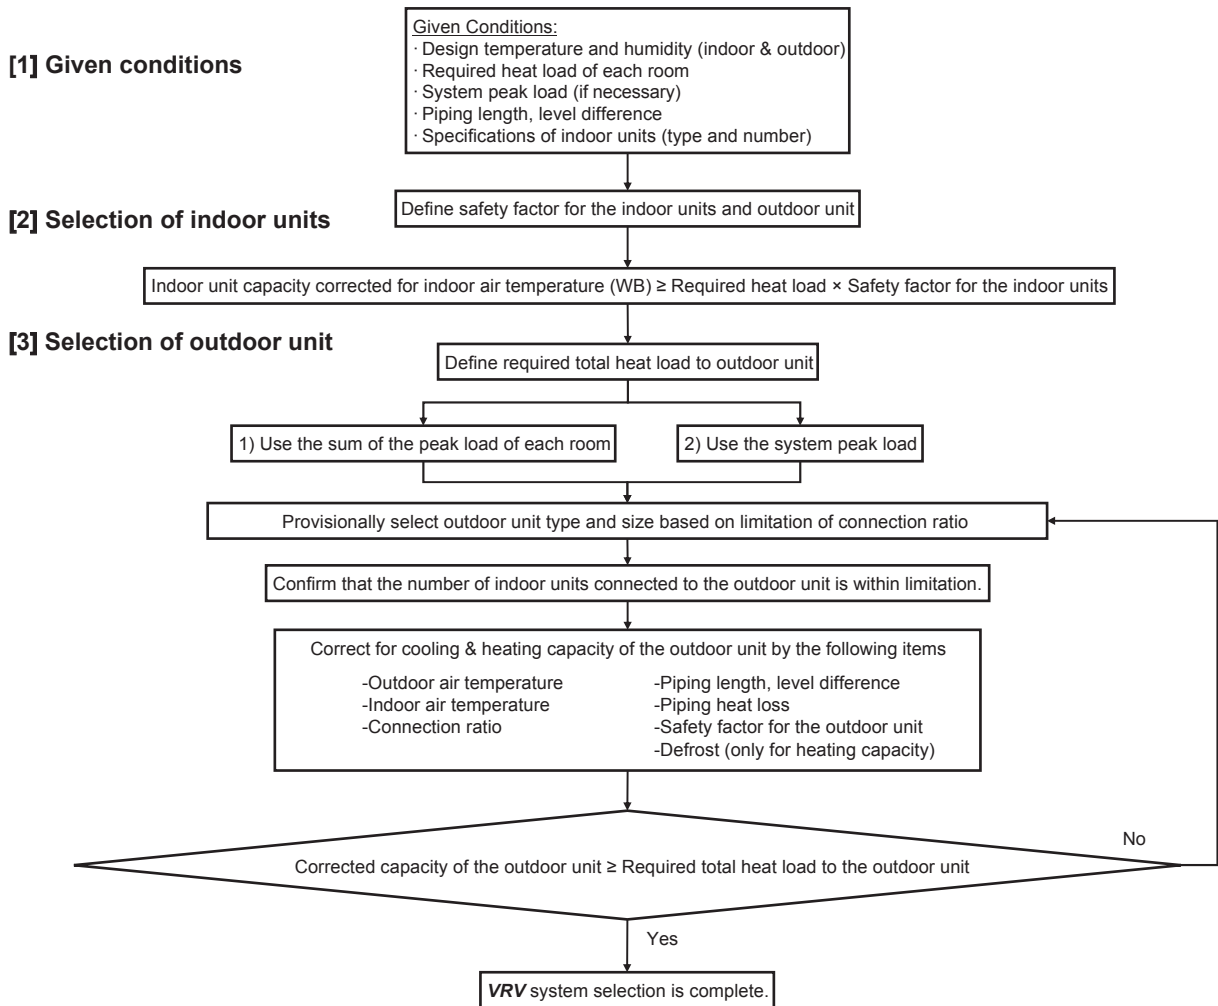 [1] Given conditions
Given Conditions:
· Design temperature and humidity (indoor & outdoor)
· Required heat load of each room
· System peak load (if necessary)
· Piping length, level difference
· Specifications of indoor units (type and number)
[2] Selection of indoor units
Define safety factor for the indoor units and outdoor unit
Indoor unit capacity corrected for indoor air temperature (WB) ≥ Required heat load × Safety factor for the indoor units
[3] Selection of outdoor unit
Define required total heat load to outdoor unit
1) Use the sum of the peak load of each room
2) Use the system peak load
Provisionally select outdoor unit type and size based on limitation of connection ratio
Confirm that the number of indoor units connected to the outdoor unit is within limitation.
Correct for cooling & heating capacity of the outdoor unit by the following items
-Outdoor air temperature
-Indoor air temperature
-Connection ratio
-Piping length, level difference
-Piping heat loss
-Safety factor for the outdoor unit
-Defrost (only for heating capacity)
Corrected capacity of the outdoor unit ≥ Required total heat load to the outdoor unit
No
Yes
VRV system selection is complete.